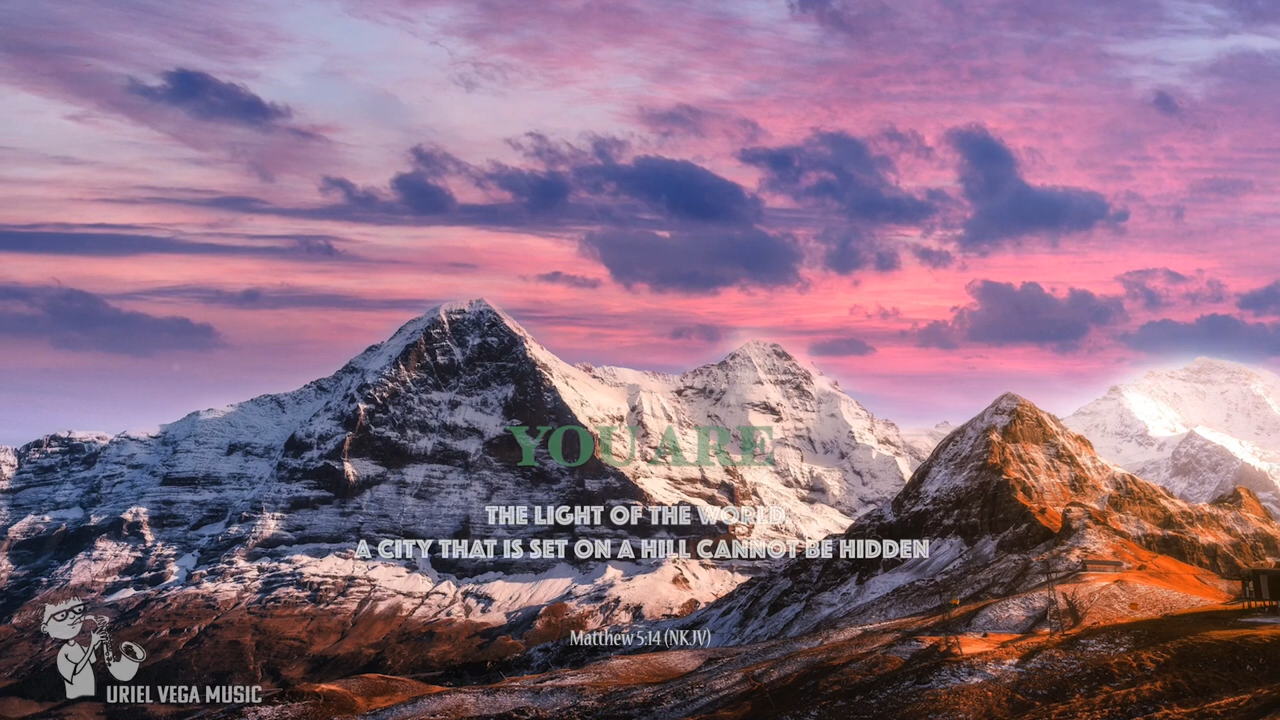 YOU ARE
THE LIGHT OF THE WORLD
A CITY THAT IS SET ON A HILL CANNOT BE HIDDEN
Matthew 5:14 (NKJV)
URIEL VEGA MUSIC